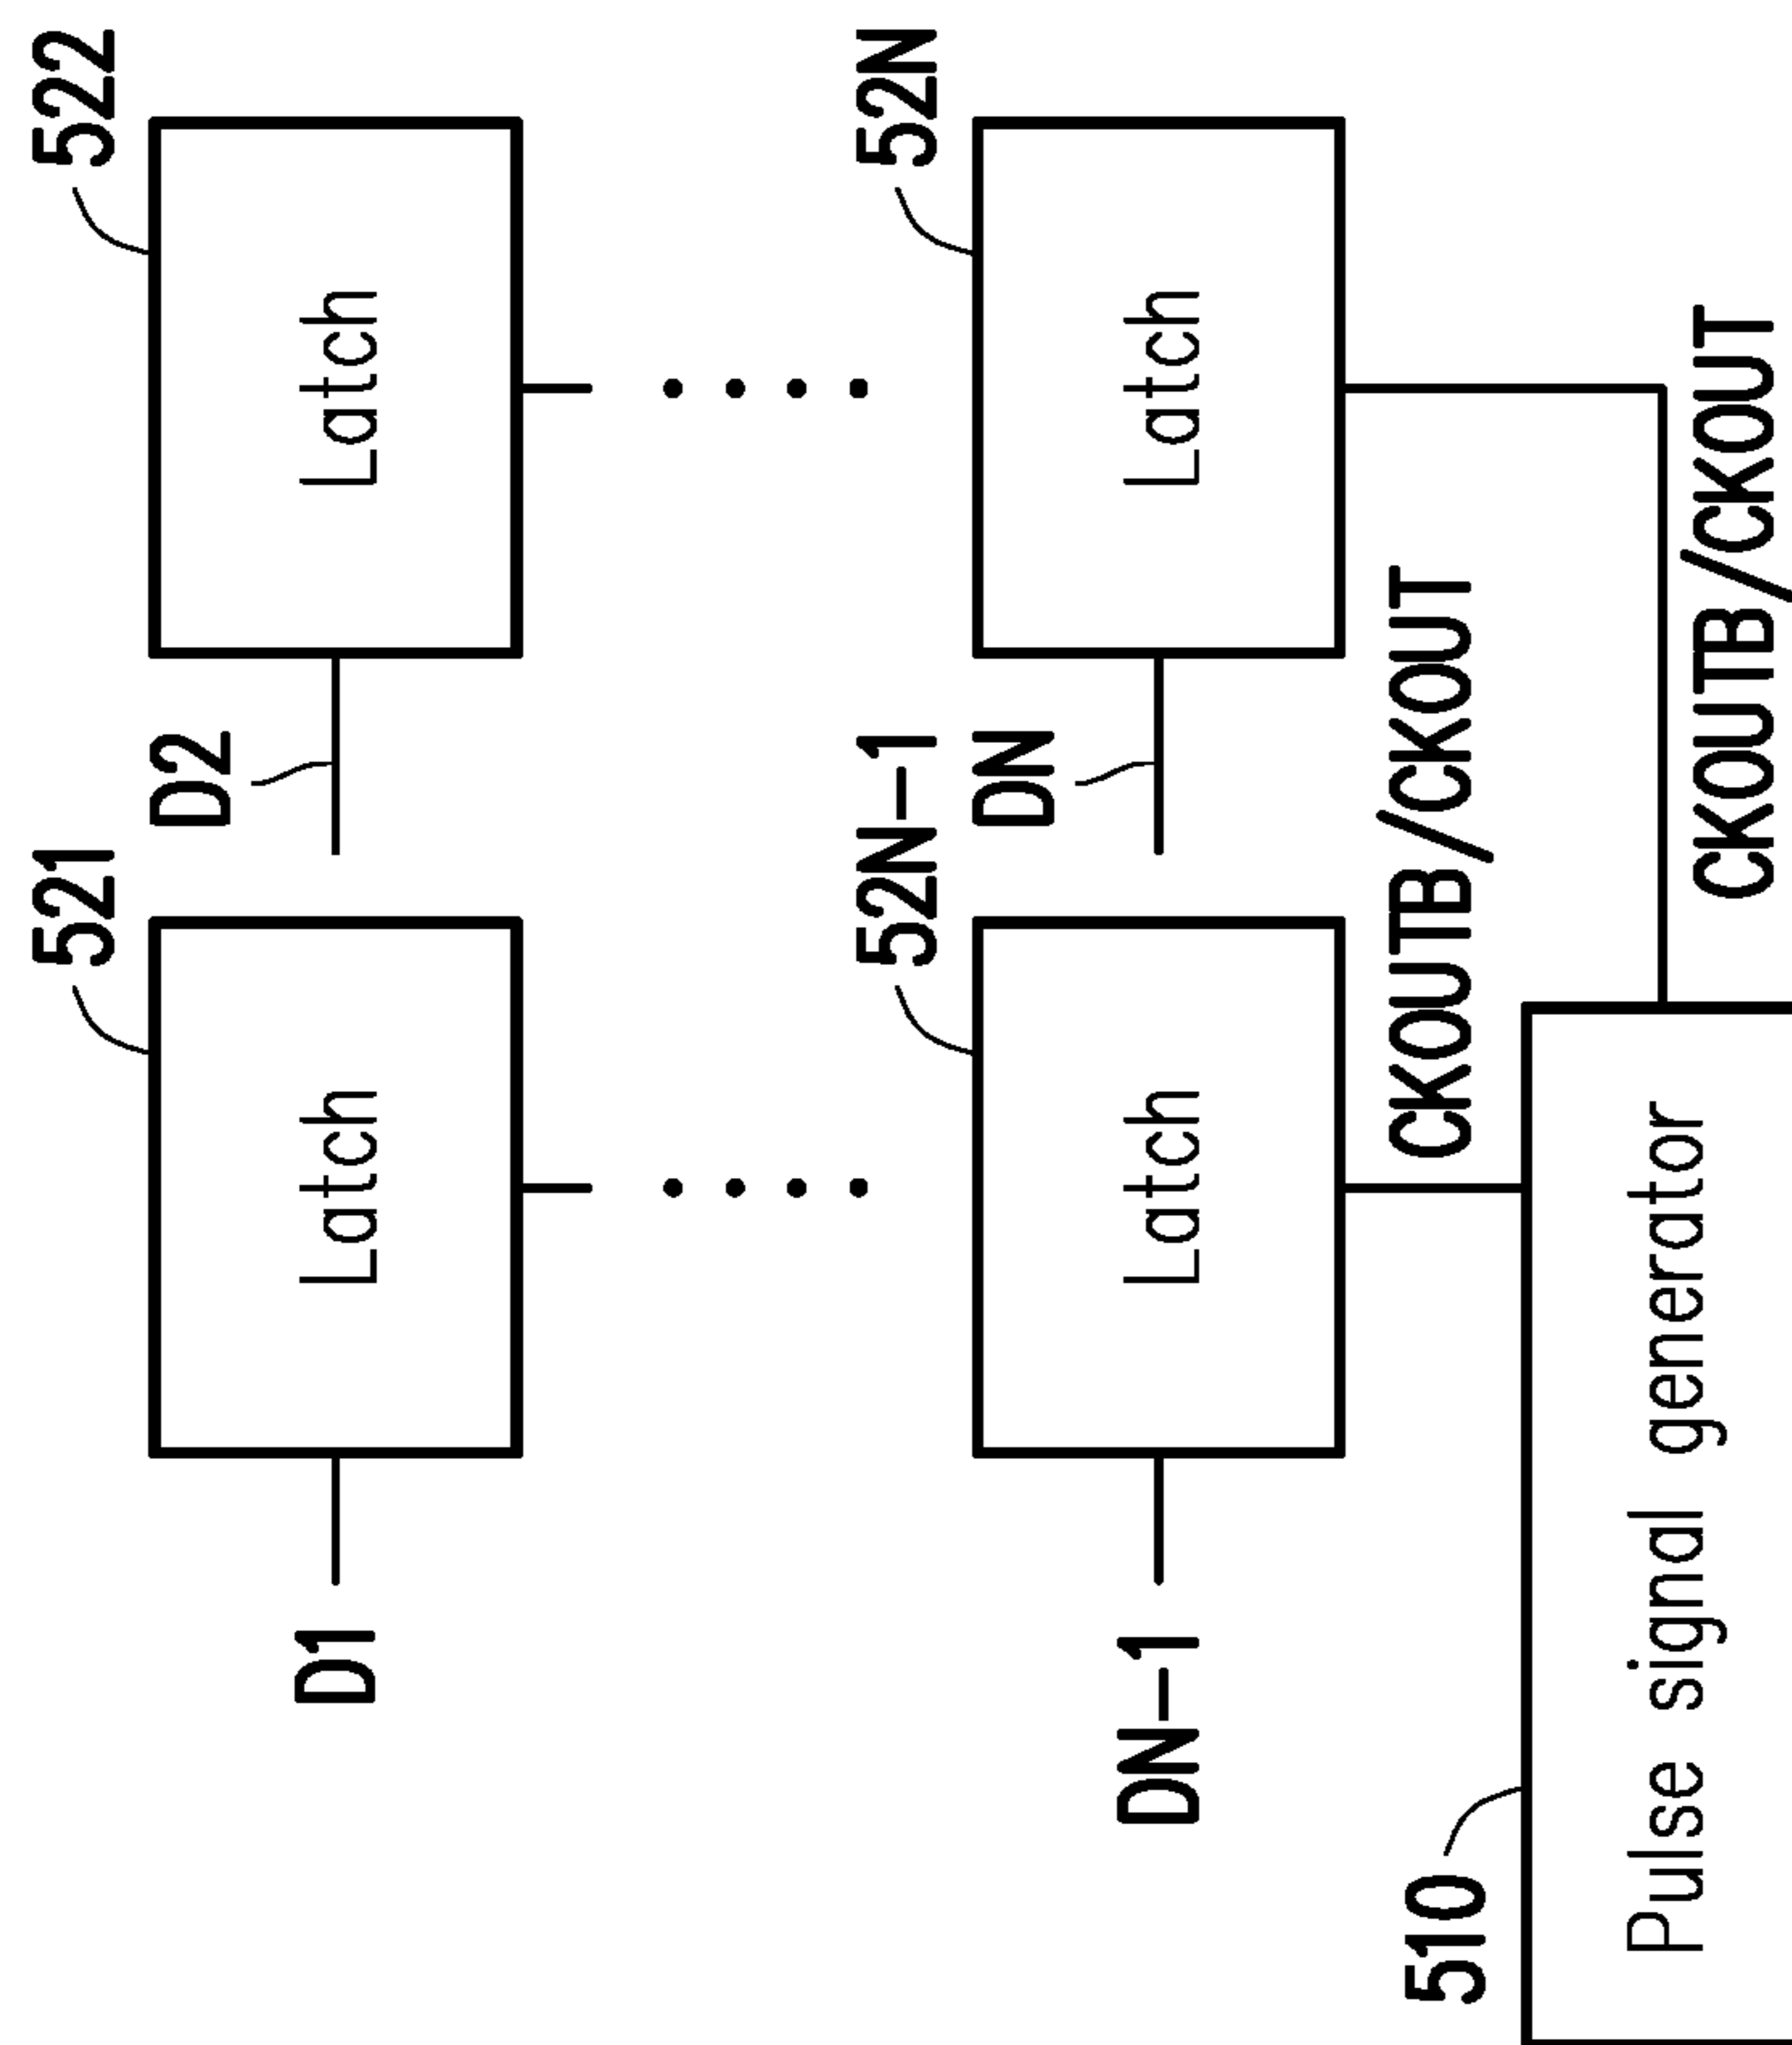 521
522
D1
Latch
D2
Latch
52N-1
52N
DN-1
Latch
DN
Latch
CKOUTB/CKOUT
510
Pulse signal generator
CKOUTB/CKOUT